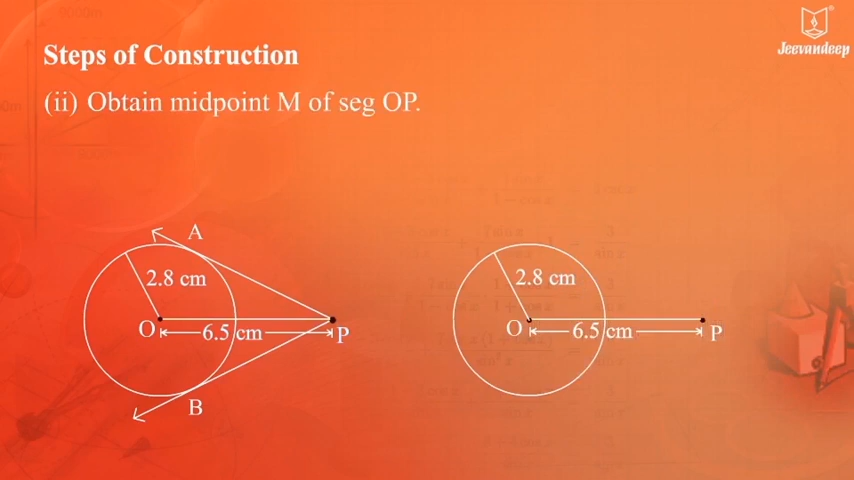 Jeevandeep
Steps of Construction
(ii) Obtain midpoint M of seg OP.
A
2.8 cm
O
6.5 cm
P
B
2.8 cm
O
6.5 cm
P